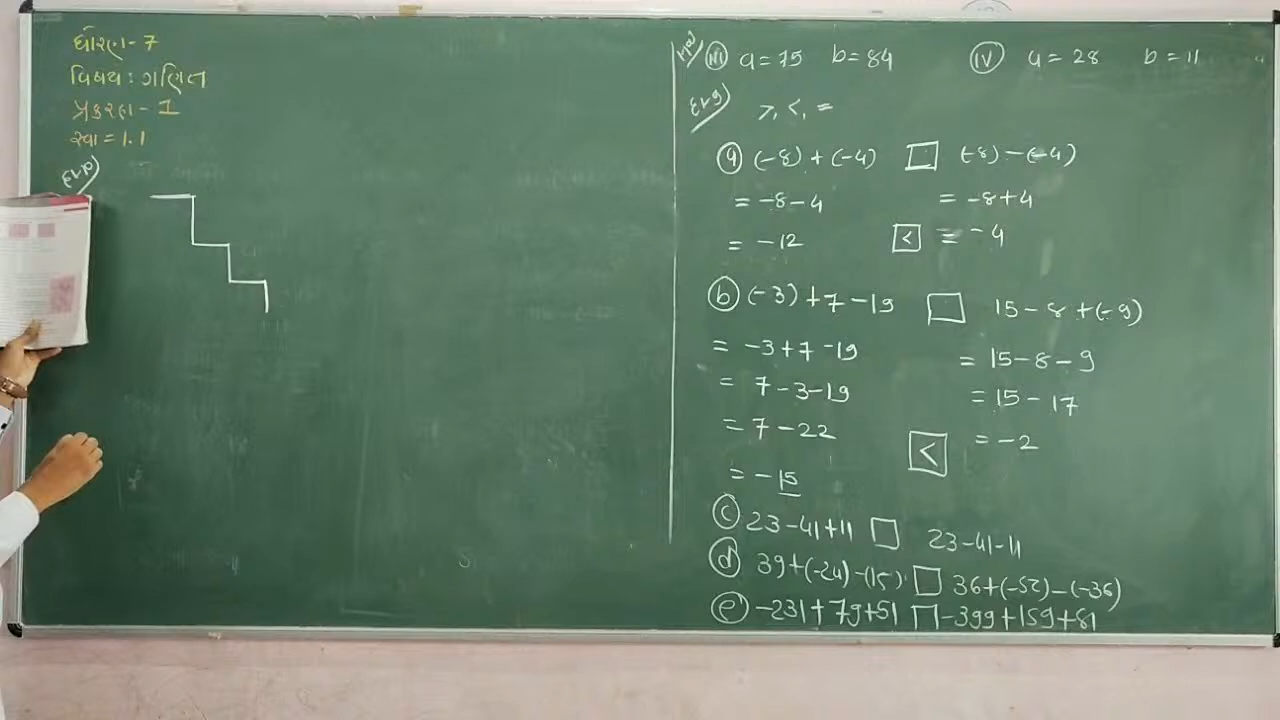 ધોરણ-7
વિષય: ગણિત
પ્રકરણ-1
સ્વા = 1.1
(iii) a = 75 b = 84 (iv) a = 28 b = 11
>, <, =
(a) (-8) + (-4) □ (-8) - (-4)
= -8-4 = -8+4
= -12 < = -4
(b) (-3) + 7 - 19 □ 15 - 8 + (-9)
= -3+7-19 = 15-8-9
= 7-3-19 = 15-17
= 7-22 < = -2
= -15
(c) 23-41+11 □ 23-41-11
(d) 39+(-24)-(15) □ 36+(-52)-(-36)
(e) -231+79+51 □ -399+159+81